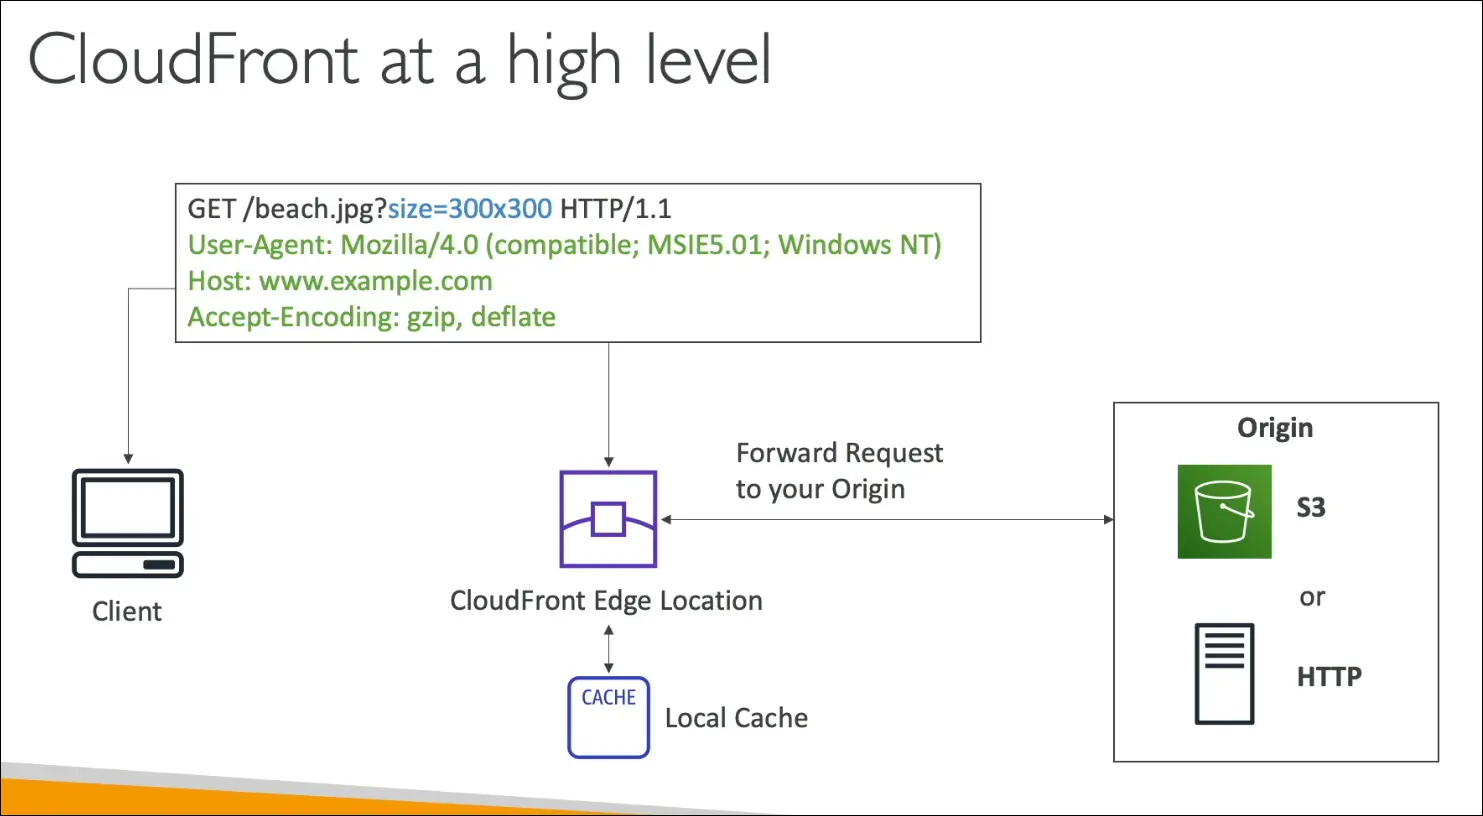 CloudFront at a high level
GET /beach.jpg?size=300x300 HTTP/1.1
User-Agent: Mozilla/4.0 (compatible; MSIE5.01; Windows NT)
Host: www.example.com
Accept-Encoding: gzip, deflate
Client
CloudFront Edge Location
CACHE
Local Cache
Forward Request
to your Origin
Origin
S3
or
HTTP